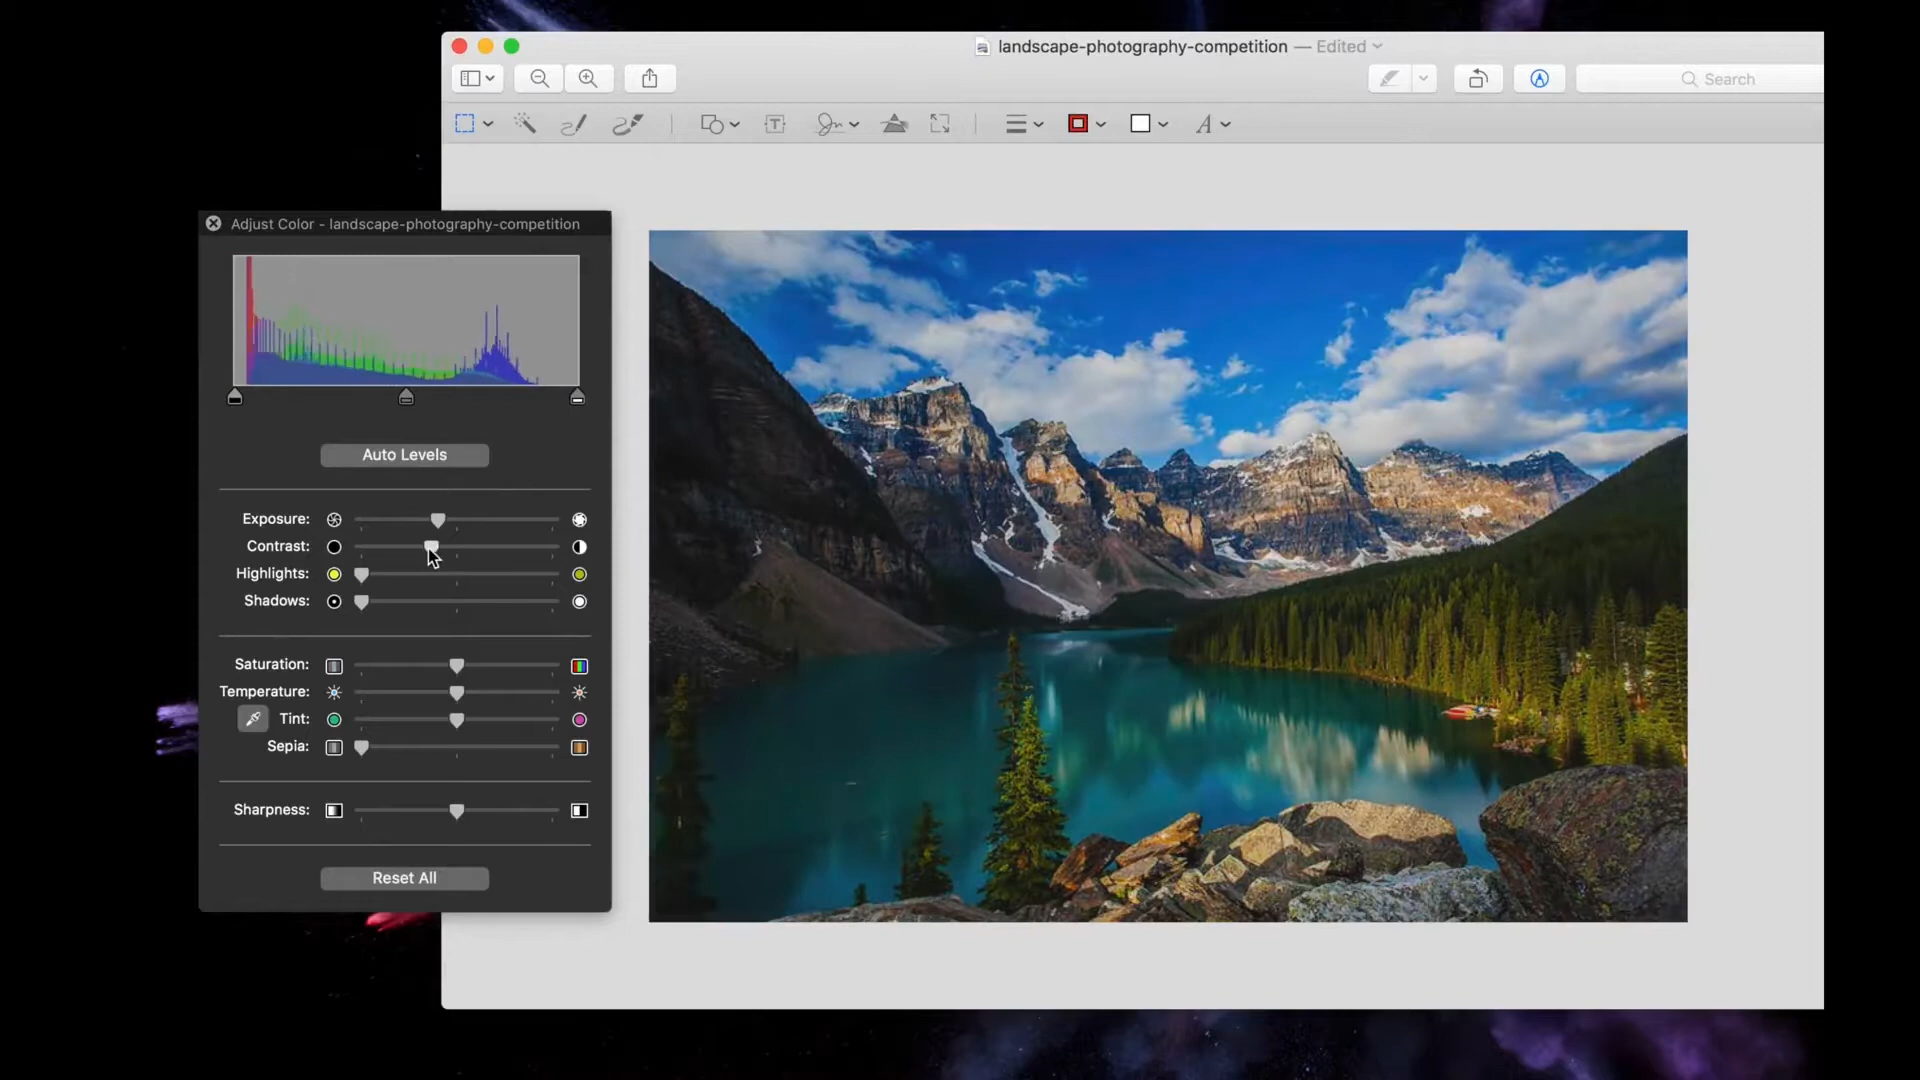 landscape-photography-competition — Edited
Search
Adjust Color - landscape-photography-competition
Auto Levels
Exposure:
Contrast:
Highlights:
Shadows:
Saturation:
Temperature:
Tint:
Sepia:
Sharpness:
Reset All